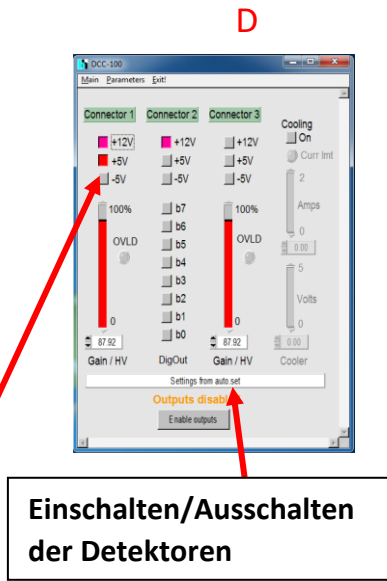 D
DCC-100
Main Parameters Exit!
Connector 1 Connector 2 Connector 3
Cooling
+12V +12V +12V On
+5V +5V +5V Curr lmt
-5V -5V -5V 2
100% b7 100% Amps
b6
OVLD b5 OVLD 0
b4 0.00
b3 5
b2 Volts
b1
0 b0 0 0
87.92 87.92 0.00
Gain / HV DigOut Gain / HV Cooler
Settings from auto.set
Outputs
Enable outputs
Einschalten/Ausschalten
der Detektoren